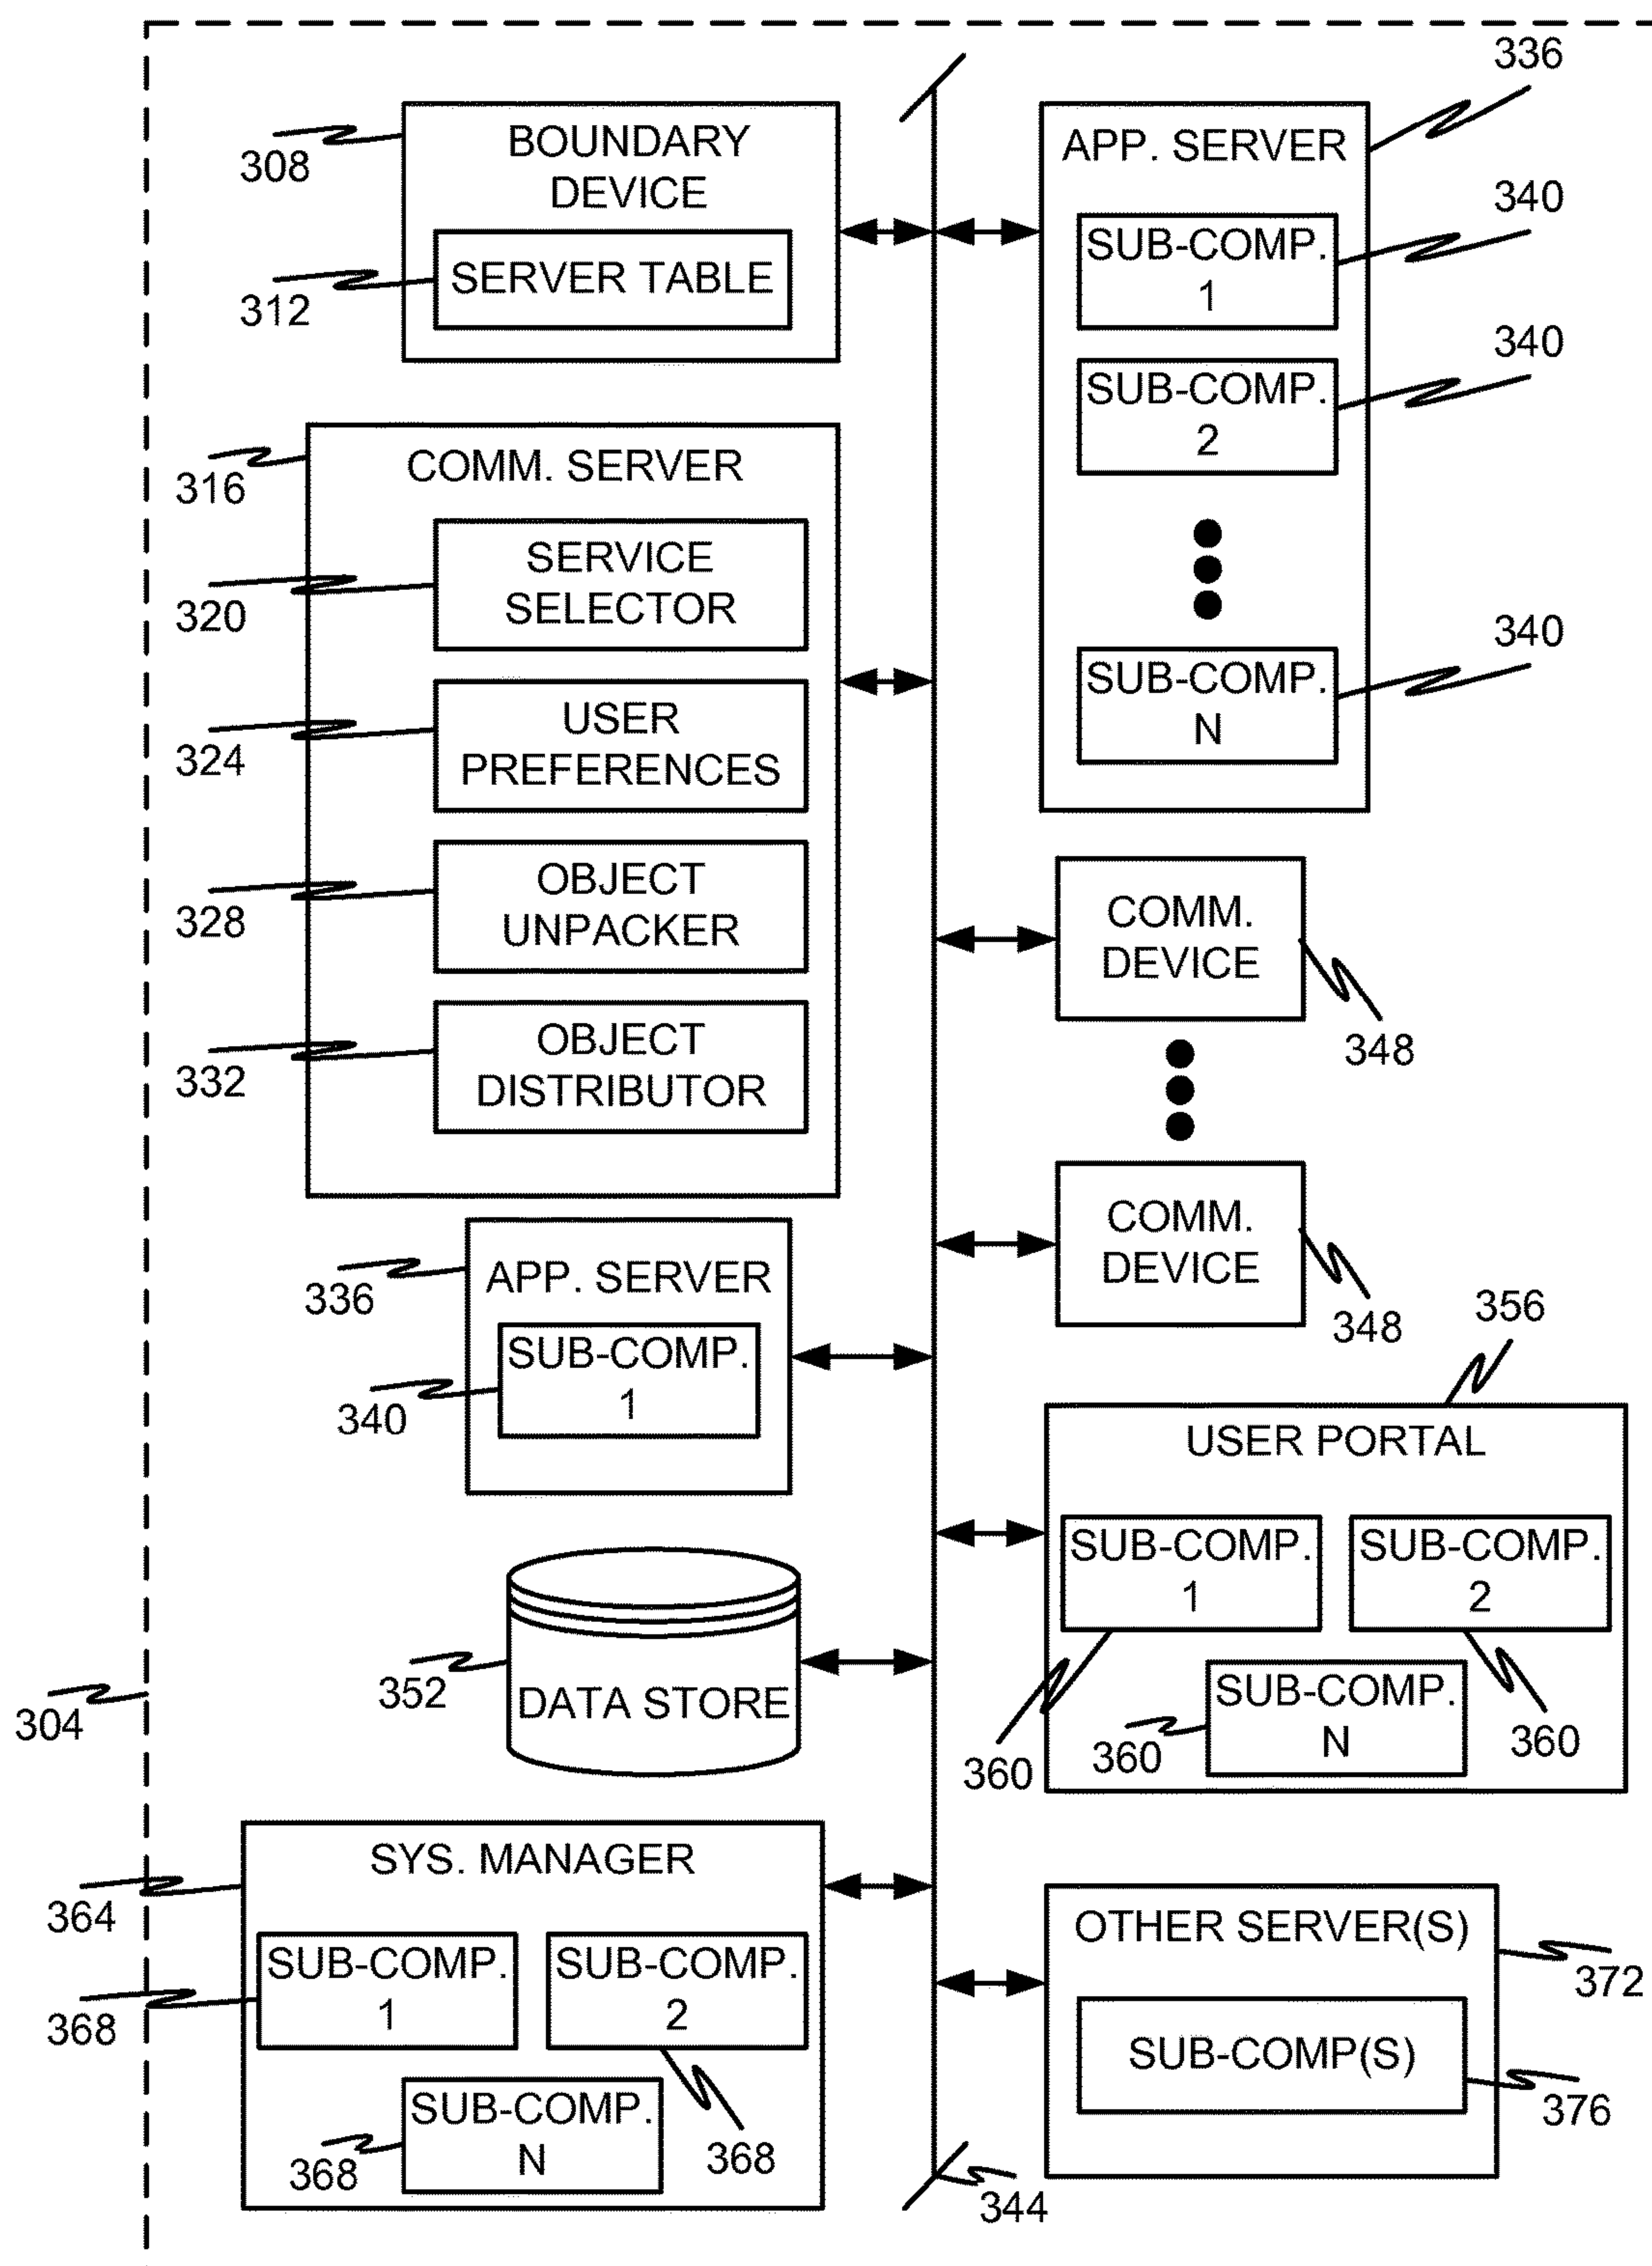 336
308
BOUNDARY
DEVICE
312
SERVER TABLE
APP. SERVER
340
SUB-COMP.
1
340
SUB-COMP.
2
340
SUB-COMP.
N
316
COMM. SERVER
320
SERVICE
SELECTOR
324
USER
PREFERENCES
328
OBJECT
UNPACKER
332
OBJECT
DISTRIBUTOR
COMM.
DEVICE
348
COMM.
DEVICE
348
336
APP. SERVER
340
SUB-COMP.
1
356
USER PORTAL
SUB-COMP.
1
SUB-COMP.
2
360
360
SUB-COMP.
N
360
352
DATA STORE
304
364
SYS. MANAGER
368
SUB-COMP.
1
SUB-COMP.
2
368
SUB-COMP.
N
368
OTHER SERVER(S)
372
SUB-COMP(S)
376
344